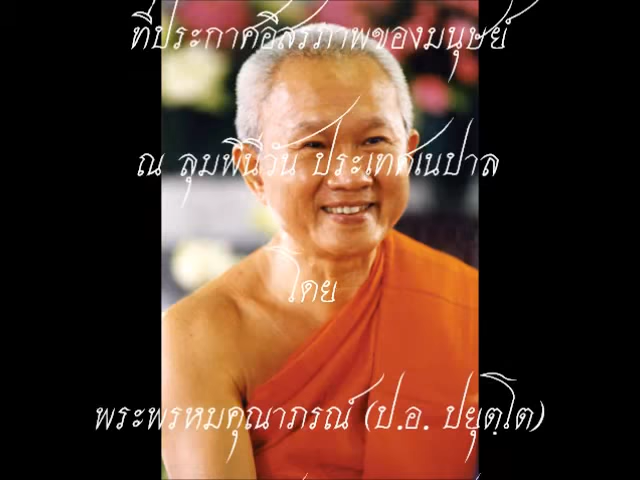 ที่ประกาศอิสรภาพของมนุษย์
ณ ลุมพินีวัน ประเทศเนปาล
โดย
พระพรหมคุณาภรณ์ (ป.อ. ปยุตฺโต)